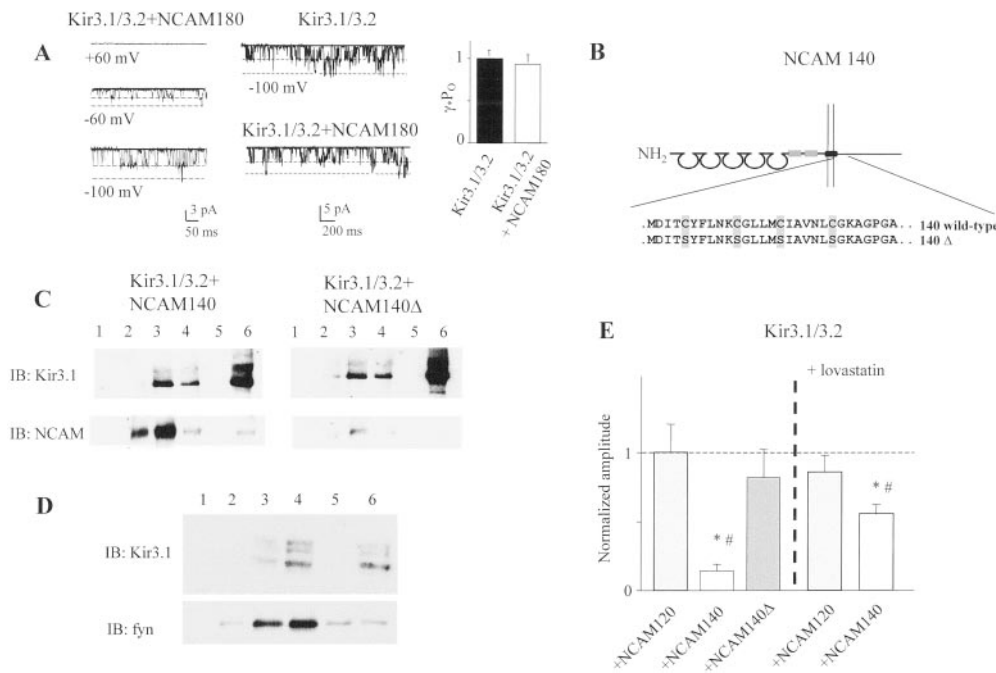 A
Kir3.1/3.2+NCAM180
+60 mV
-60 mV
-100 mV
3 pA
50 ms
Kir3.1/3.2
-100 mV
Kir3.1/3.2+NCAM180
5 pA
200 ms
γ·Po
1
0
Kir3.1/3.2
Kir3.1/3.2
+ NCAM180
B
NCAM 140
NH2
.MDITCYFLNKCGLLMCIAVNLCGKAGPGA.. 140 wild-type
.MDITSYFLNKSGLLMSIAVNLSGKAGPGA.. 140 Δ
C
Kir3.1/3.2+
NCAM140
1 2 3 4 5 6
Kir3.1/3.2+
NCAM140Δ
1 2 3 4 5 6
IB: Kir3.1
IB: NCAM
D
1 2 3 4 5 6
IB: Kir3.1
IB: fyn
E
Kir3.1/3.2
+ lovastatin
Normalized amplitude
1
0
* #
* #
+NCAM120
+NCAM140
+NCAM140Δ
+NCAM120
+NCAM140